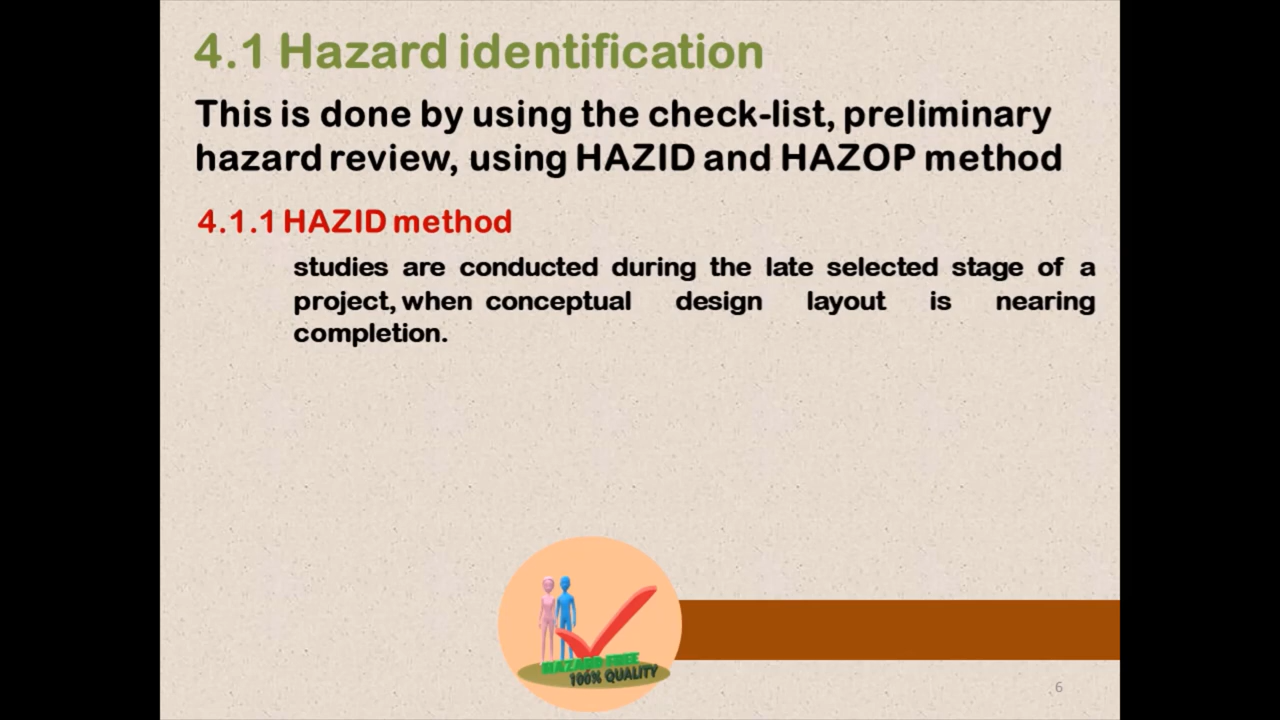 4.1 Hazard identification
This is done by using the check-list, preliminary
hazard review, using HAZID and HAZOP method
4.1.1 HAZID method
studies are conducted during the late selected stage of a
project, when conceptual design layout is nearing
completion.
HAZARD FREE
100% QUALITY
6